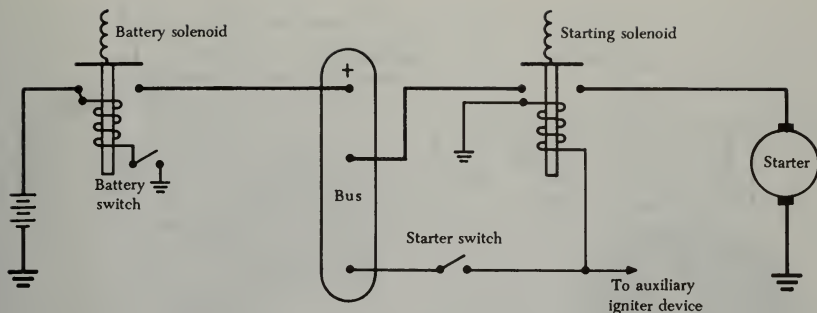 Battery solenoid
Starting solenoid
+
Battery
switch
Bus
Starter
Starter switch
To auxiliary
igniter device